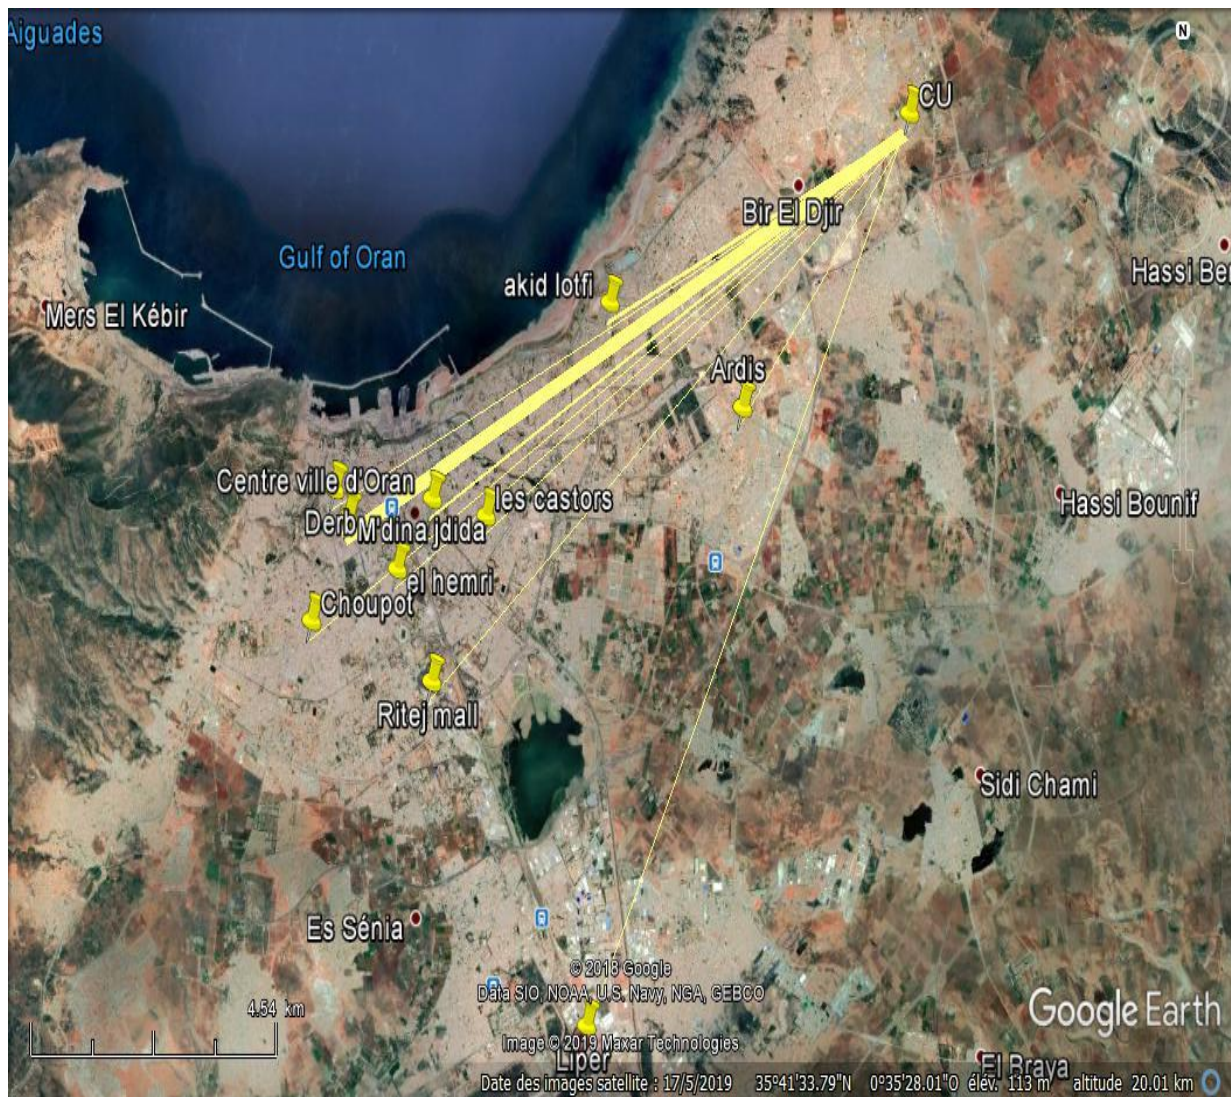 Aiguades
N
CU
Bir El Djir
Gulf of Oran
akid lotfi
Mers El Kébir
Ardis
Centre ville d'Oran
les castors
Derb
M'dina jdida
Hassi Bounif
el hemri
Choupot
Ritej mall
Sidi Chami
Es Sénia
© 2018 Google
Data SIO, NOAA, U.S. Navy, NGA, GEBCO
4.54 km
Google Earth
Image © 2019 Maxar Technologies
Liper
El Braya
Date des images satellite : 17/5/2019 35°41'33.79"N 0°35'28.01"O élév. 113 m altitude 20.01 km